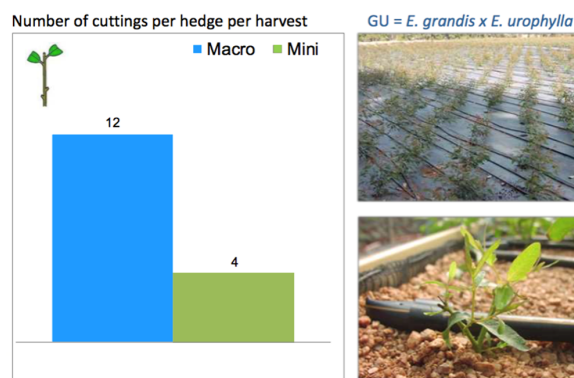 Number of cuttings per hedge per harvest
GU = E. grandis x E. urophylla
Macro Mini
12
4